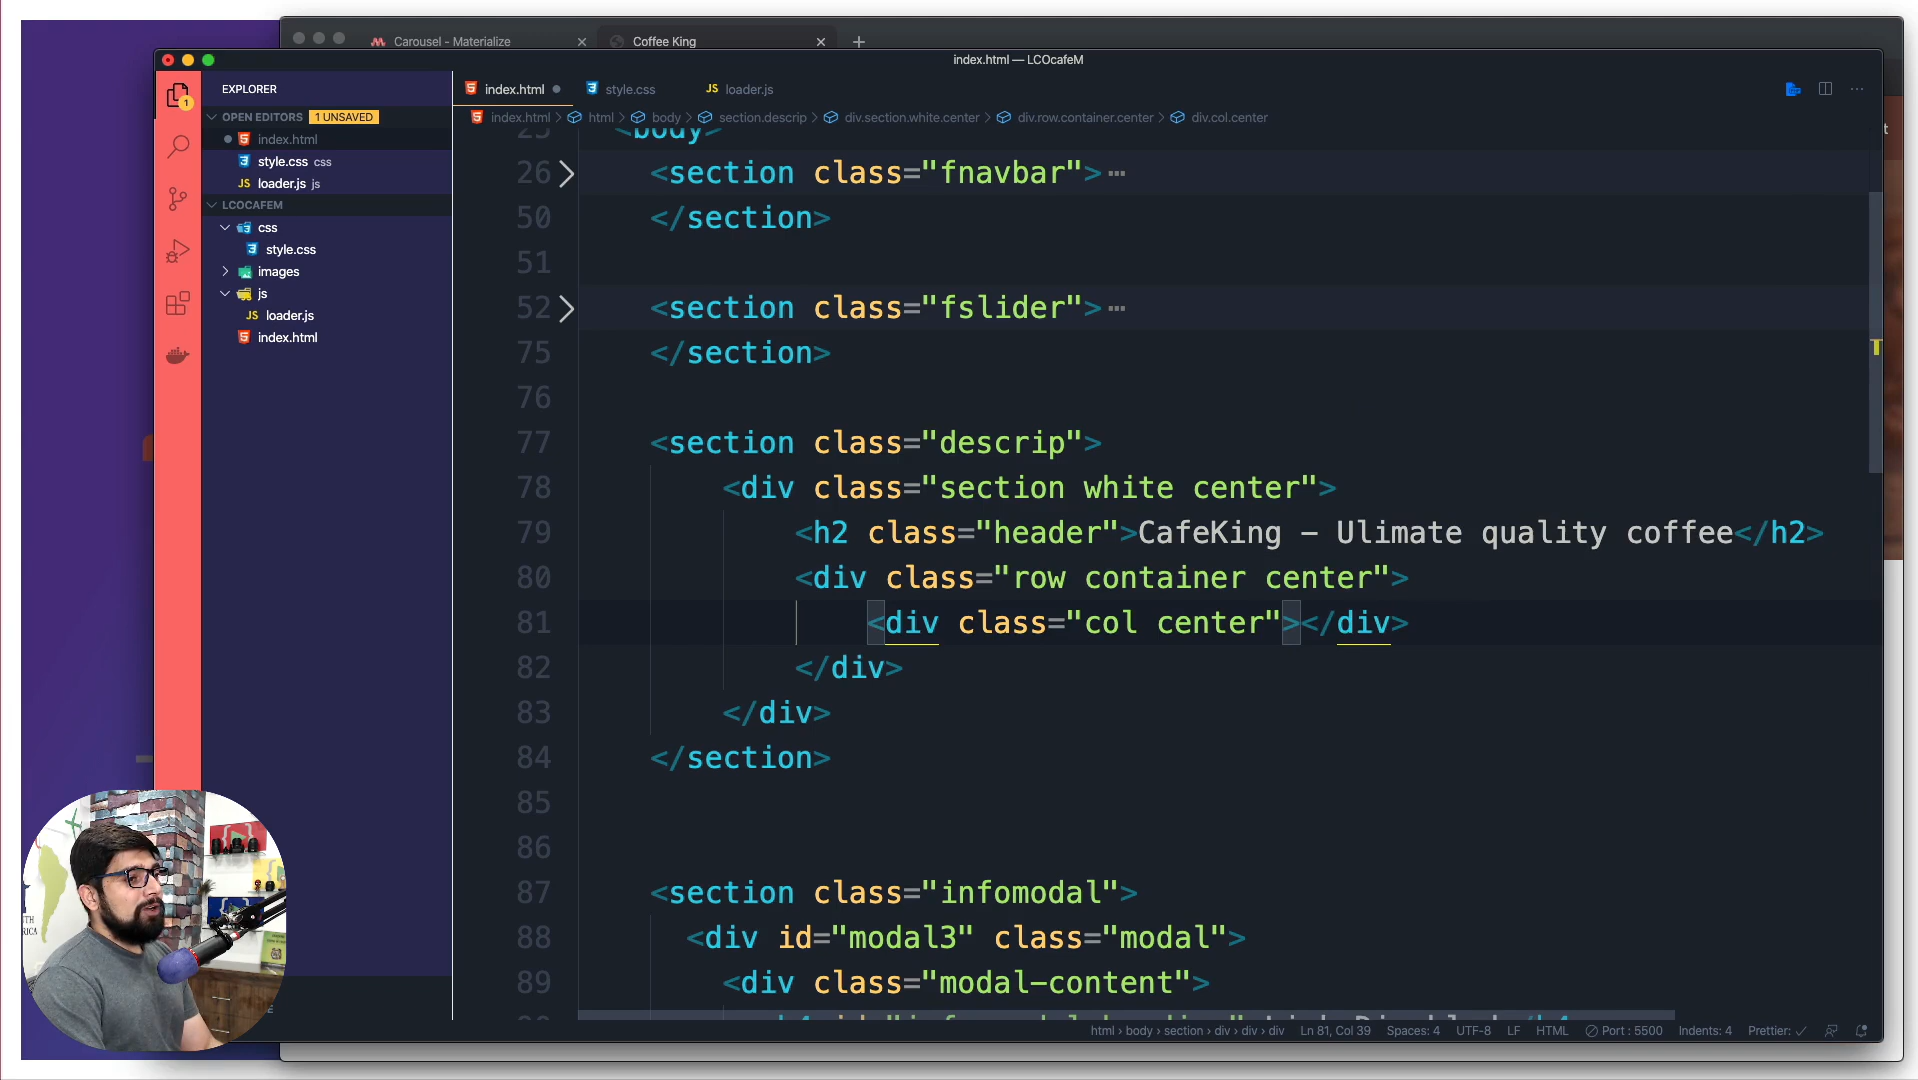 Carousel - Materialize
Coffee King
index.html — LCOcafeM
EXPLORER
index.html
style.css
JS loader.js
OPEN EDITORS 1 UNSAVED
index.html > html > body > section.descrip > div.section.white.center > div.row.container.center > div.col.center
1
index.html
style.css css
JS loader.js js
LCOCAFEM
css
style.css
images
js
JS loader.js
index.html
25 <body>
26 <section class="fnavbar"> ...
50 </section>
51
52 <section class="fslider"> ...
75 </section>
76
77 <section class="descrip">
78 <div class="section white center">
79 <h2 class="header">CafeKing - Ulimate quality coffee</h2>
80 <div class="row container center">
81 <div class="col center"></div>
82 </div>
83 </div>
84 </section>
85
86
87 <section class="infomodal">
88 <div id="modal3" class="modal">
89 <div class="modal-content">
html > body > section > div > div > div Ln 81, Col 39 Spaces: 4 UTF-8 LF HTML Port : 5500 Indents: 4 Prettier: ✓